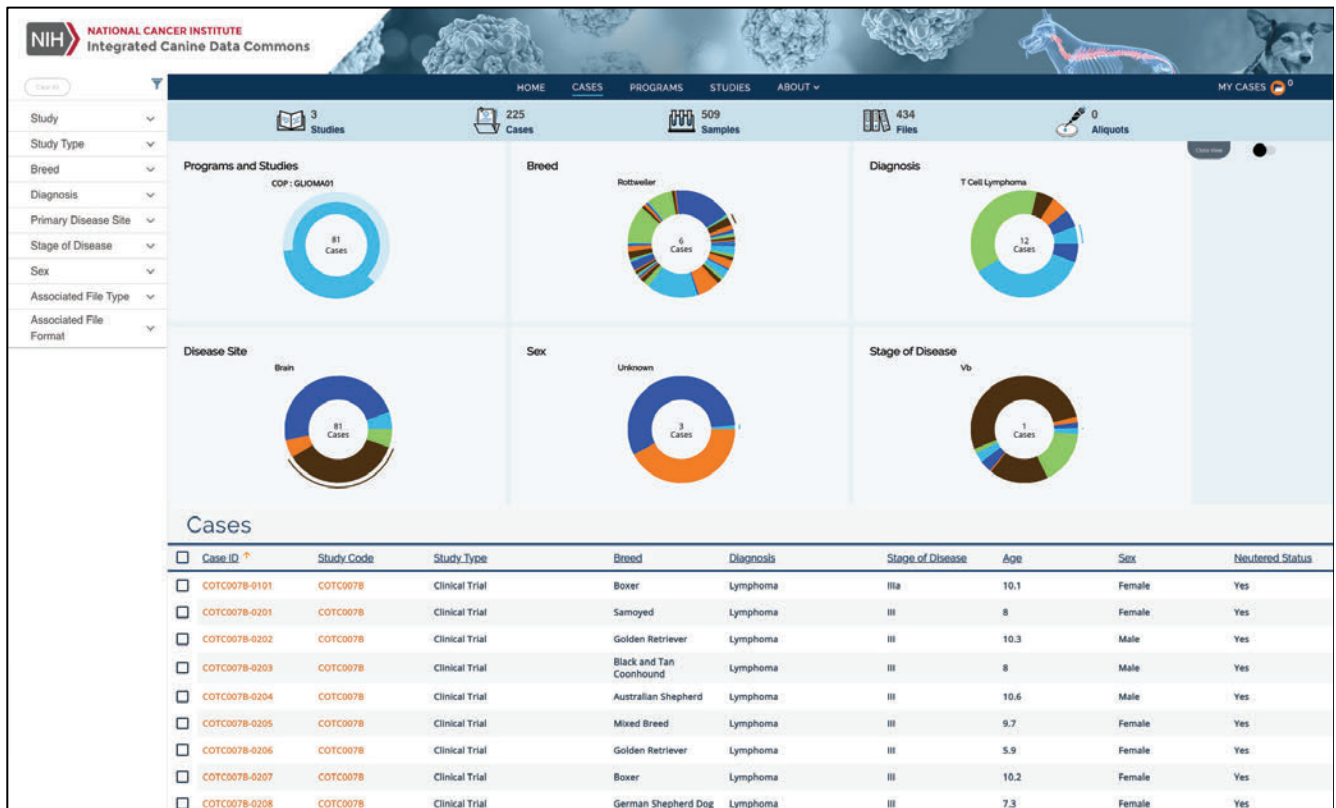 NIH
NATIONAL CANCER INSTITUTE
Integrated Canine Data Commons
Clear All
HOME CASES PROGRAMS STUDIES ABOUT
MY CASES 0
3 Studies
225 Cases
509 Samples
434 Files
0 Aliquots
Study
Study Type
Breed
Diagnosis
Primary Disease Site
Stage of Disease
Sex
Associated File Type
Associated File
Format
Programs and Studies
COP : GLIOMA01
81
Cases
Breed
Rottweiler
6
Cases
Diagnosis
T Cell Lymphoma
12
Cases
Disease Site
Brain
81
Cases
Sex
Unknown
3
Cases
Stage of Disease
Vb
1
Cases
Cases
Case ID Study Code Study Type Breed Diagnosis Stage of Disease Age Sex Neutered Status
COTC007B-0101 COTC007B Clinical Trial Boxer Lymphoma IIIa 10.1 Female Yes
COTC007B-0201 COTC007B Clinical Trial Samoyed Lymphoma III 8 Female Yes
COTC007B-0202 COTC007B Clinical Trial Golden Retriever Lymphoma III 10.3 Male Yes
COTC007B-0203 COTC007B Clinical Trial Black and Tan Coonhound Lymphoma III 8 Male Yes
COTC007B-0204 COTC007B Clinical Trial Australian Shepherd Lymphoma III 10.6 Male Yes
COTC007B-0205 COTC007B Clinical Trial Mixed Breed Lymphoma III 9.7 Female Yes
COTC007B-0206 COTC007B Clinical Trial Golden Retriever Lymphoma III 5.9 Female Yes
COTC007B-0207 COTC007B Clinical Trial Boxer Lymphoma III 10.2 Female Yes
COTC007B-0208 COTC007B Clinical Trial German Shepherd Dog Lymphoma III 7.3 Female Yes